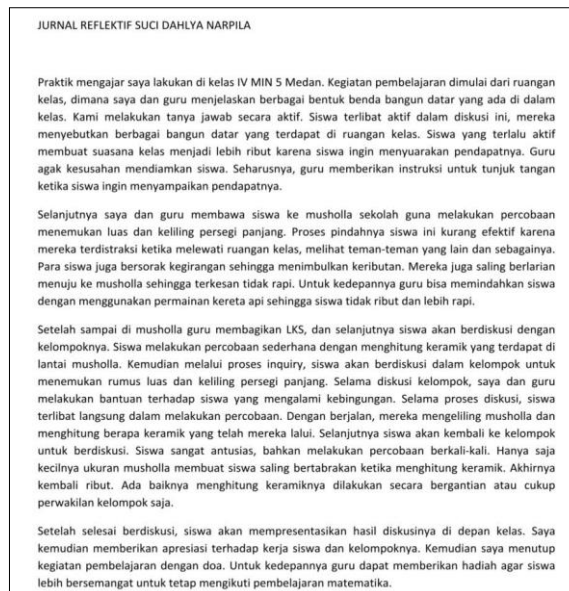 JURNAL REFLEKTIF SUCI DAHLYA NARPILA
Praktik mengajar saya lakukan di kelas IV MIN 5 Medan. Kegiatan pembelajaran dimulai dari ruangan
kelas, dimana saya dan guru menjelaskan berbagai bentuk benda bangun datar yang ada di dalam
kelas. Kami melakukan tanya jawab secara aktif. Siswa terlibat aktif dalam diskusi ini, mereka
menyebutkan berbagai bangun datar yang terdapat di ruangan kelas. Siswa yang terlalu aktif
membuat suasana kelas menjadi lebih ribut karena siswa ingin menyuarakan pendapatnya. Guru
agak kesusahan mendiamkan siswa. Seharusnya, guru memberikan instruksi untuk tunjuk tangan
ketika siswa ingin menyampaikan pendapatnya.
Selanjutnya saya dan guru membawa siswa ke musholla sekolah guna melakukan percobaan
menemukan luas dan keliling persegi panjang. Proses pindahnya siswa ini kurang efektif karena
mereka terdistraksi ketika melewati ruangan kelas, melihat teman-teman yang lain dan sebagainya.
Para siswa juga bersorak kegirangan sehingga menimbulkan keributan. Mereka juga saling berlarian
menuju ke musholla sehingga terkesan tidak rapi. Untuk kedepannya guru bisa memindahkan siswa
dengan menggunakan permainan kereta api sehingga siswa tidak ribut dan lebih rapi.
Setelah sampai di musholla guru membagikan LKS, dan selanjutnya siswa akan berdiskusi dengan
kelompoknya. Siswa melakukan percobaan sederhana dengan menghitung keramik yang terdapat di
lantai musholla. Kemudian melalui proses inquiry, siswa akan berdiskusi dalam kelompok untuk
menemukan rumus luas dan keliling persegi panjang. Selama diskusi kelompok, saya dan guru
melakukan bantuan terhadap siswa yang mengalami kebingungan. Selama proses diskusi, siswa
terlibat langsung dalam melakukan percobaan. Dengan berjalan, mereka mengeliling musholla dan
menghitung berapa keramik yang telah mereka lalui. Selanjutnya siswa akan kembali ke kelompok
untuk berdiskusi. Siswa sangat antusias, bahkan melakukan percobaan berkali-kali. Hanya saja
kecilnya ukuran musholla membuat siswa saling bertabrakan ketika menghitung keramik. Akhirnya
kembali ribut. Ada baiknya menghitung keramiknya dilakukan secara bergantian atau cukup
perwakilan kelompok saja.
Setelah selesai berdiskusi, siswa akan mempresentasikan hasil diskusinya di depan kelas. Saya
kemudian memberikan apresiasi terhadap kerja siswa dan kelompoknya. Kemudian saya menutup
kegiatan pembelajaran dengan doa. Untuk kedepannya guru dapat memberikan hadiah agar siswa
lebih bersemangat untuk tetap mengikuti pembelajaran matematika.